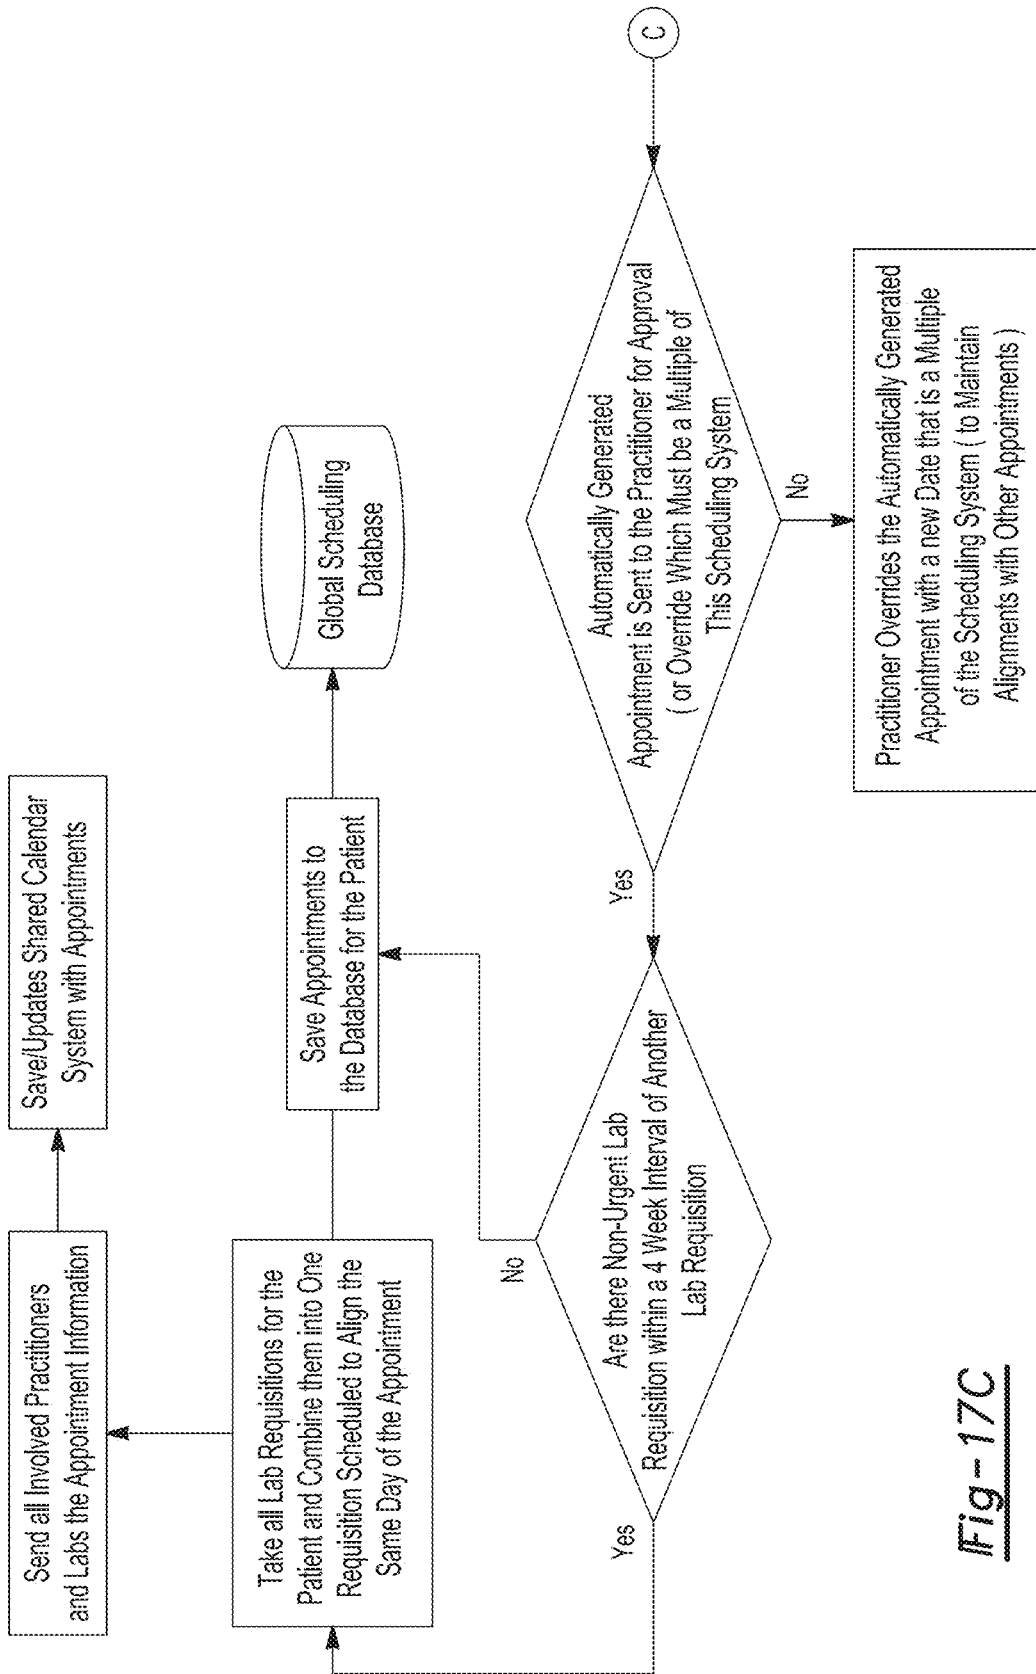 Send all Involved Practitioners
and Labs the Appointment Information
Save/Updates Shared Calendar
System with Appointments
Take all Lab Requisitions for the
Patient and Combine them into One
Requisition Scheduled to Align the
Same Day of the Appointment
Save Appointments to
the Database for the Patient
Global Scheduling
Database
No
Are there Non-Urgent Lab
Requisition within a 4 Week Interval of Another
Lab Requisition
Yes
Yes
Automatically Generated
Appointment is Sent to the Practitioner for Approval
( or Override Which Must be a Multiple of
This Scheduling System
C
No
Practitioner Overrides the Automatically Generated
Appointment with a new Date that is a Multiple
of the Scheduling System ( to Maintain
Alignments with Other Appointments )
Fig-17C